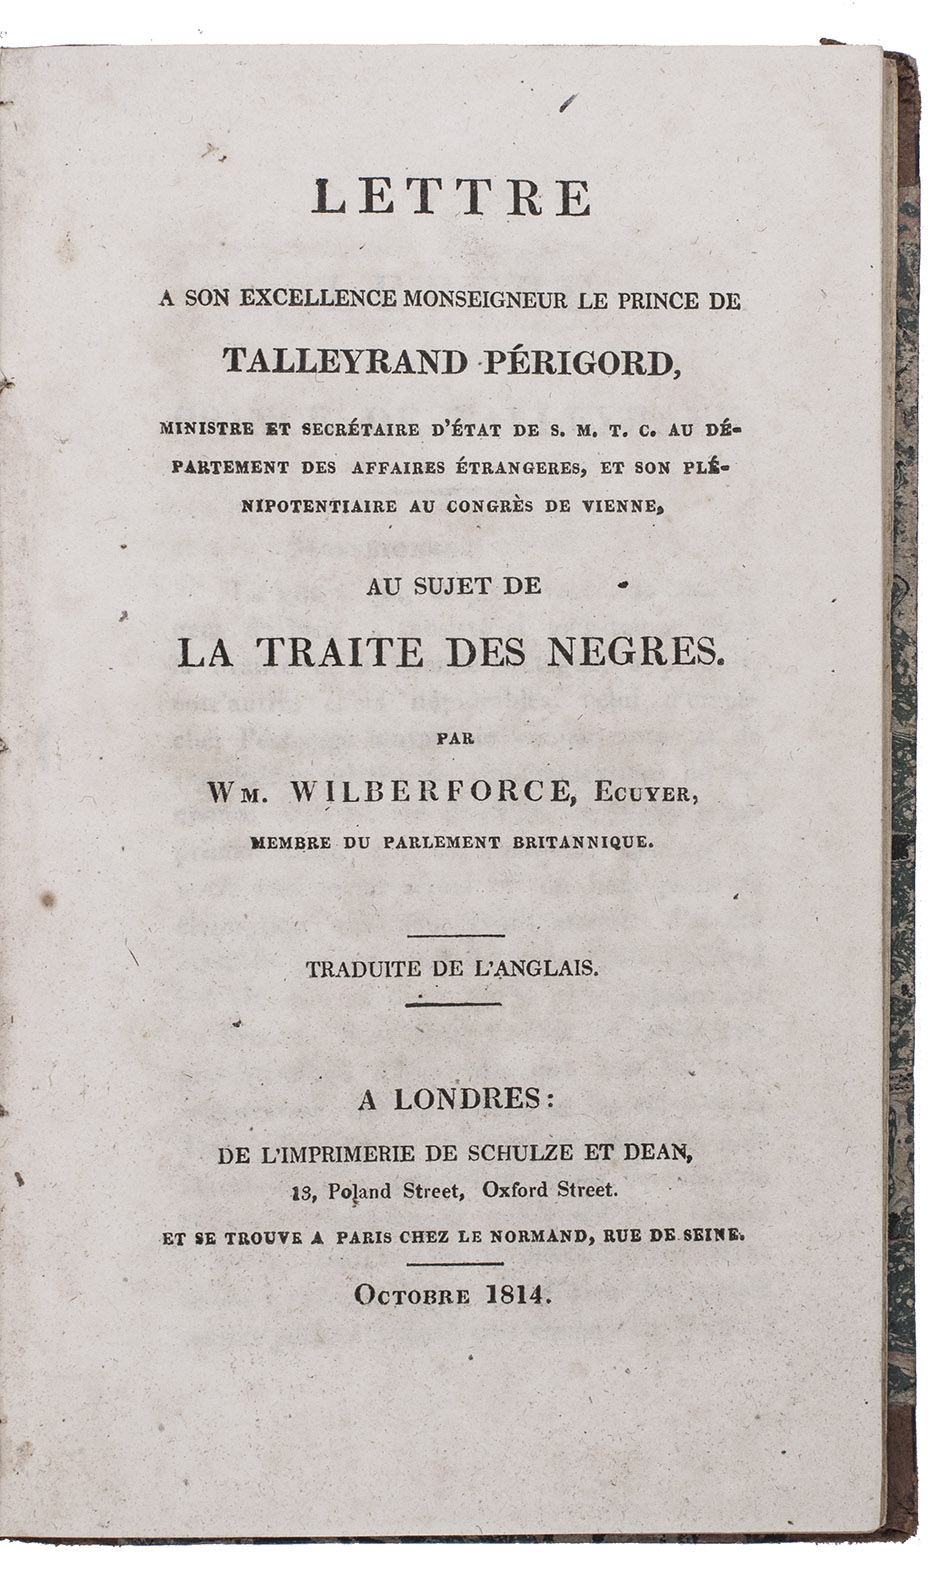 LETTRE
A SON EXCELLENCE MONSEIGNEUR LE PRINCE DE
TALLEYRAND PÉRIGORD,
MINISTRE ET SECRÉTAIRE D'ÉTAT DE S. M. T. C. AU DÉ-
PARTEMENT DES AFFAIRES ÉTRANGERES, ET SON PLÉ-
NIPOTENTIAIRE AU CONGRÈS DE VIENNE,
AU SUJET DE
LA TRAITE DES NEGRES.
PAR
WM. WILBERFORCE, ECUYER,
MEMBRE DU PARLEMENT BRITANNIQUE.
TRADUITE DE L'ANGLAIS.
A LONDRES:
DE L'IMPRIMERIE DE SCHULZE ET DEAN,
13, Poland Street, Oxford Street.
ET SE TROUVE A PARIS CHEZ LE NORMAND, RUE DE SEINE.
OCTOBRE 1814.